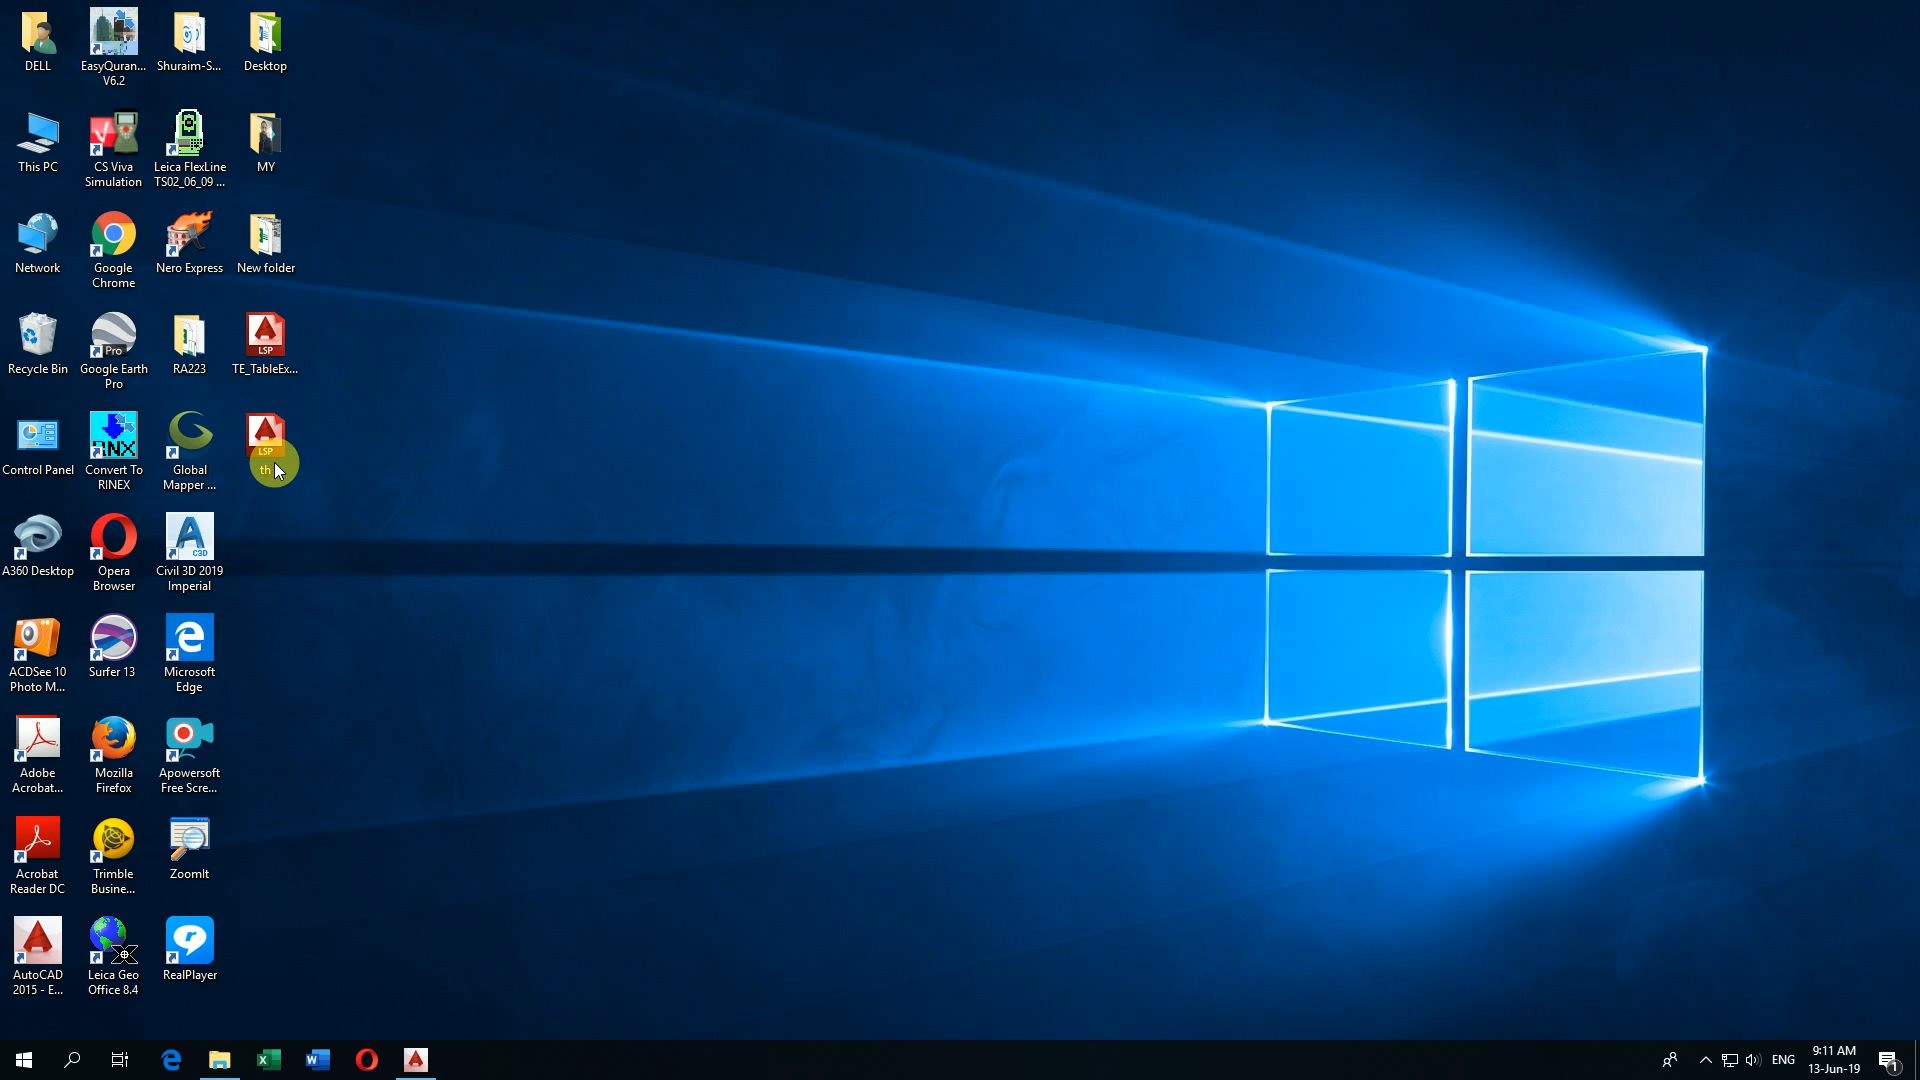 DELL
EasyQuran...
V6.2
Shuraim-S...
Desktop
This PC
CS Viva
Simulation
Leica FlexLine
TS02_06_09 ...
MY
Network
Google
Chrome
Nero Express
New folder
Recycle Bin
Pro
Google Earth
Pro
RA223
LSP
TE_TableEx...
Control Panel
RNX
Convert To
RINEX
Global
Mapper ...
LSP
th
A360 Desktop
Opera
Browser
C3D
Civil 3D 2019
Imperial
ACDSee 10
Photo M...
Surfer 13
Microsoft
Edge
Adobe
Acrobat...
Mozilla
Firefox
Apowersoft
Free Scre...
Acrobat
Reader DC
Trimble
Busine...
ZoomIt
AutoCAD
2015 - E...
Leica Geo
Office 8.4
RealPlayer
ENG
9:11 AM
13-Jun-19
1